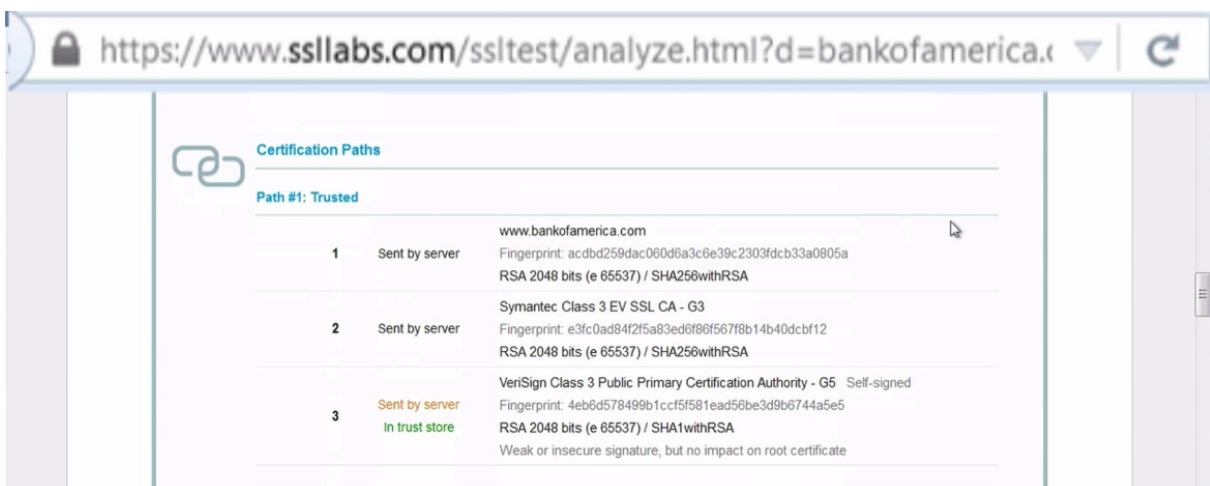 https://www.ssllabs.com/ssltest/analyze.html?d=bankofamerica.c
Certification Paths
Path #1: Trusted
www.bankofamerica.com
1 Sent by server Fingerprint: acdbd259dac060d6a3c6e39c2303fdcb33a0805a
RSA 2048 bits (e 65537) / SHA256withRSA
Symantec Class 3 EV SSL CA - G3
2 Sent by server Fingerprint: e3fc0ad84f2f5a83ed6f86f567f8b14b40dcbf12
RSA 2048 bits (e 65537) / SHA256withRSA
VeriSign Class 3 Public Primary Certification Authority - G5 Self-signed
3 Sent by server Fingerprint: 4eb6d578499b1ccf5f581ead56be3d9b6744a5e5
In trust store RSA 2048 bits (e 65537) / SHA1withRSA
Weak or insecure signature, but no impact on root certificate